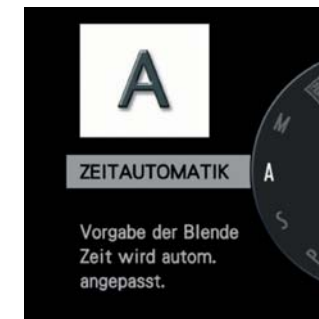 A
M
ZEITAUTOMATIK A
S
P
Vorgabe der Blende
Zeit wird autom.
angepasst.